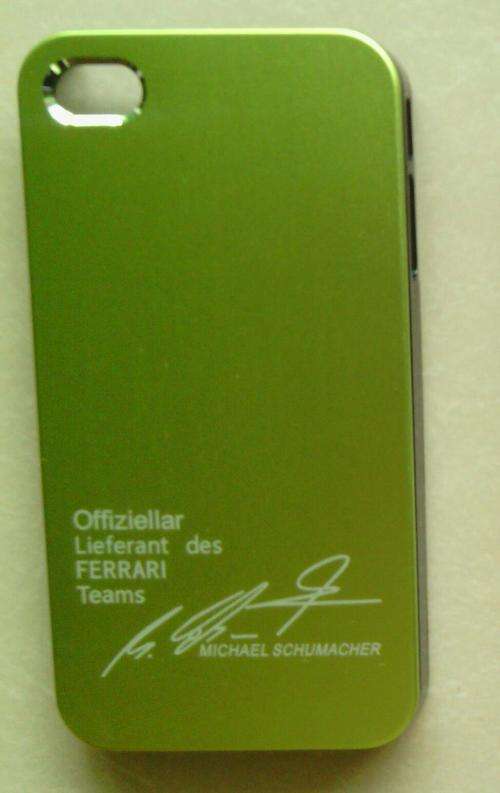 Offiziellar
Lieferant des
FERRARI
Teams
MICHAEL SCHUMACHER